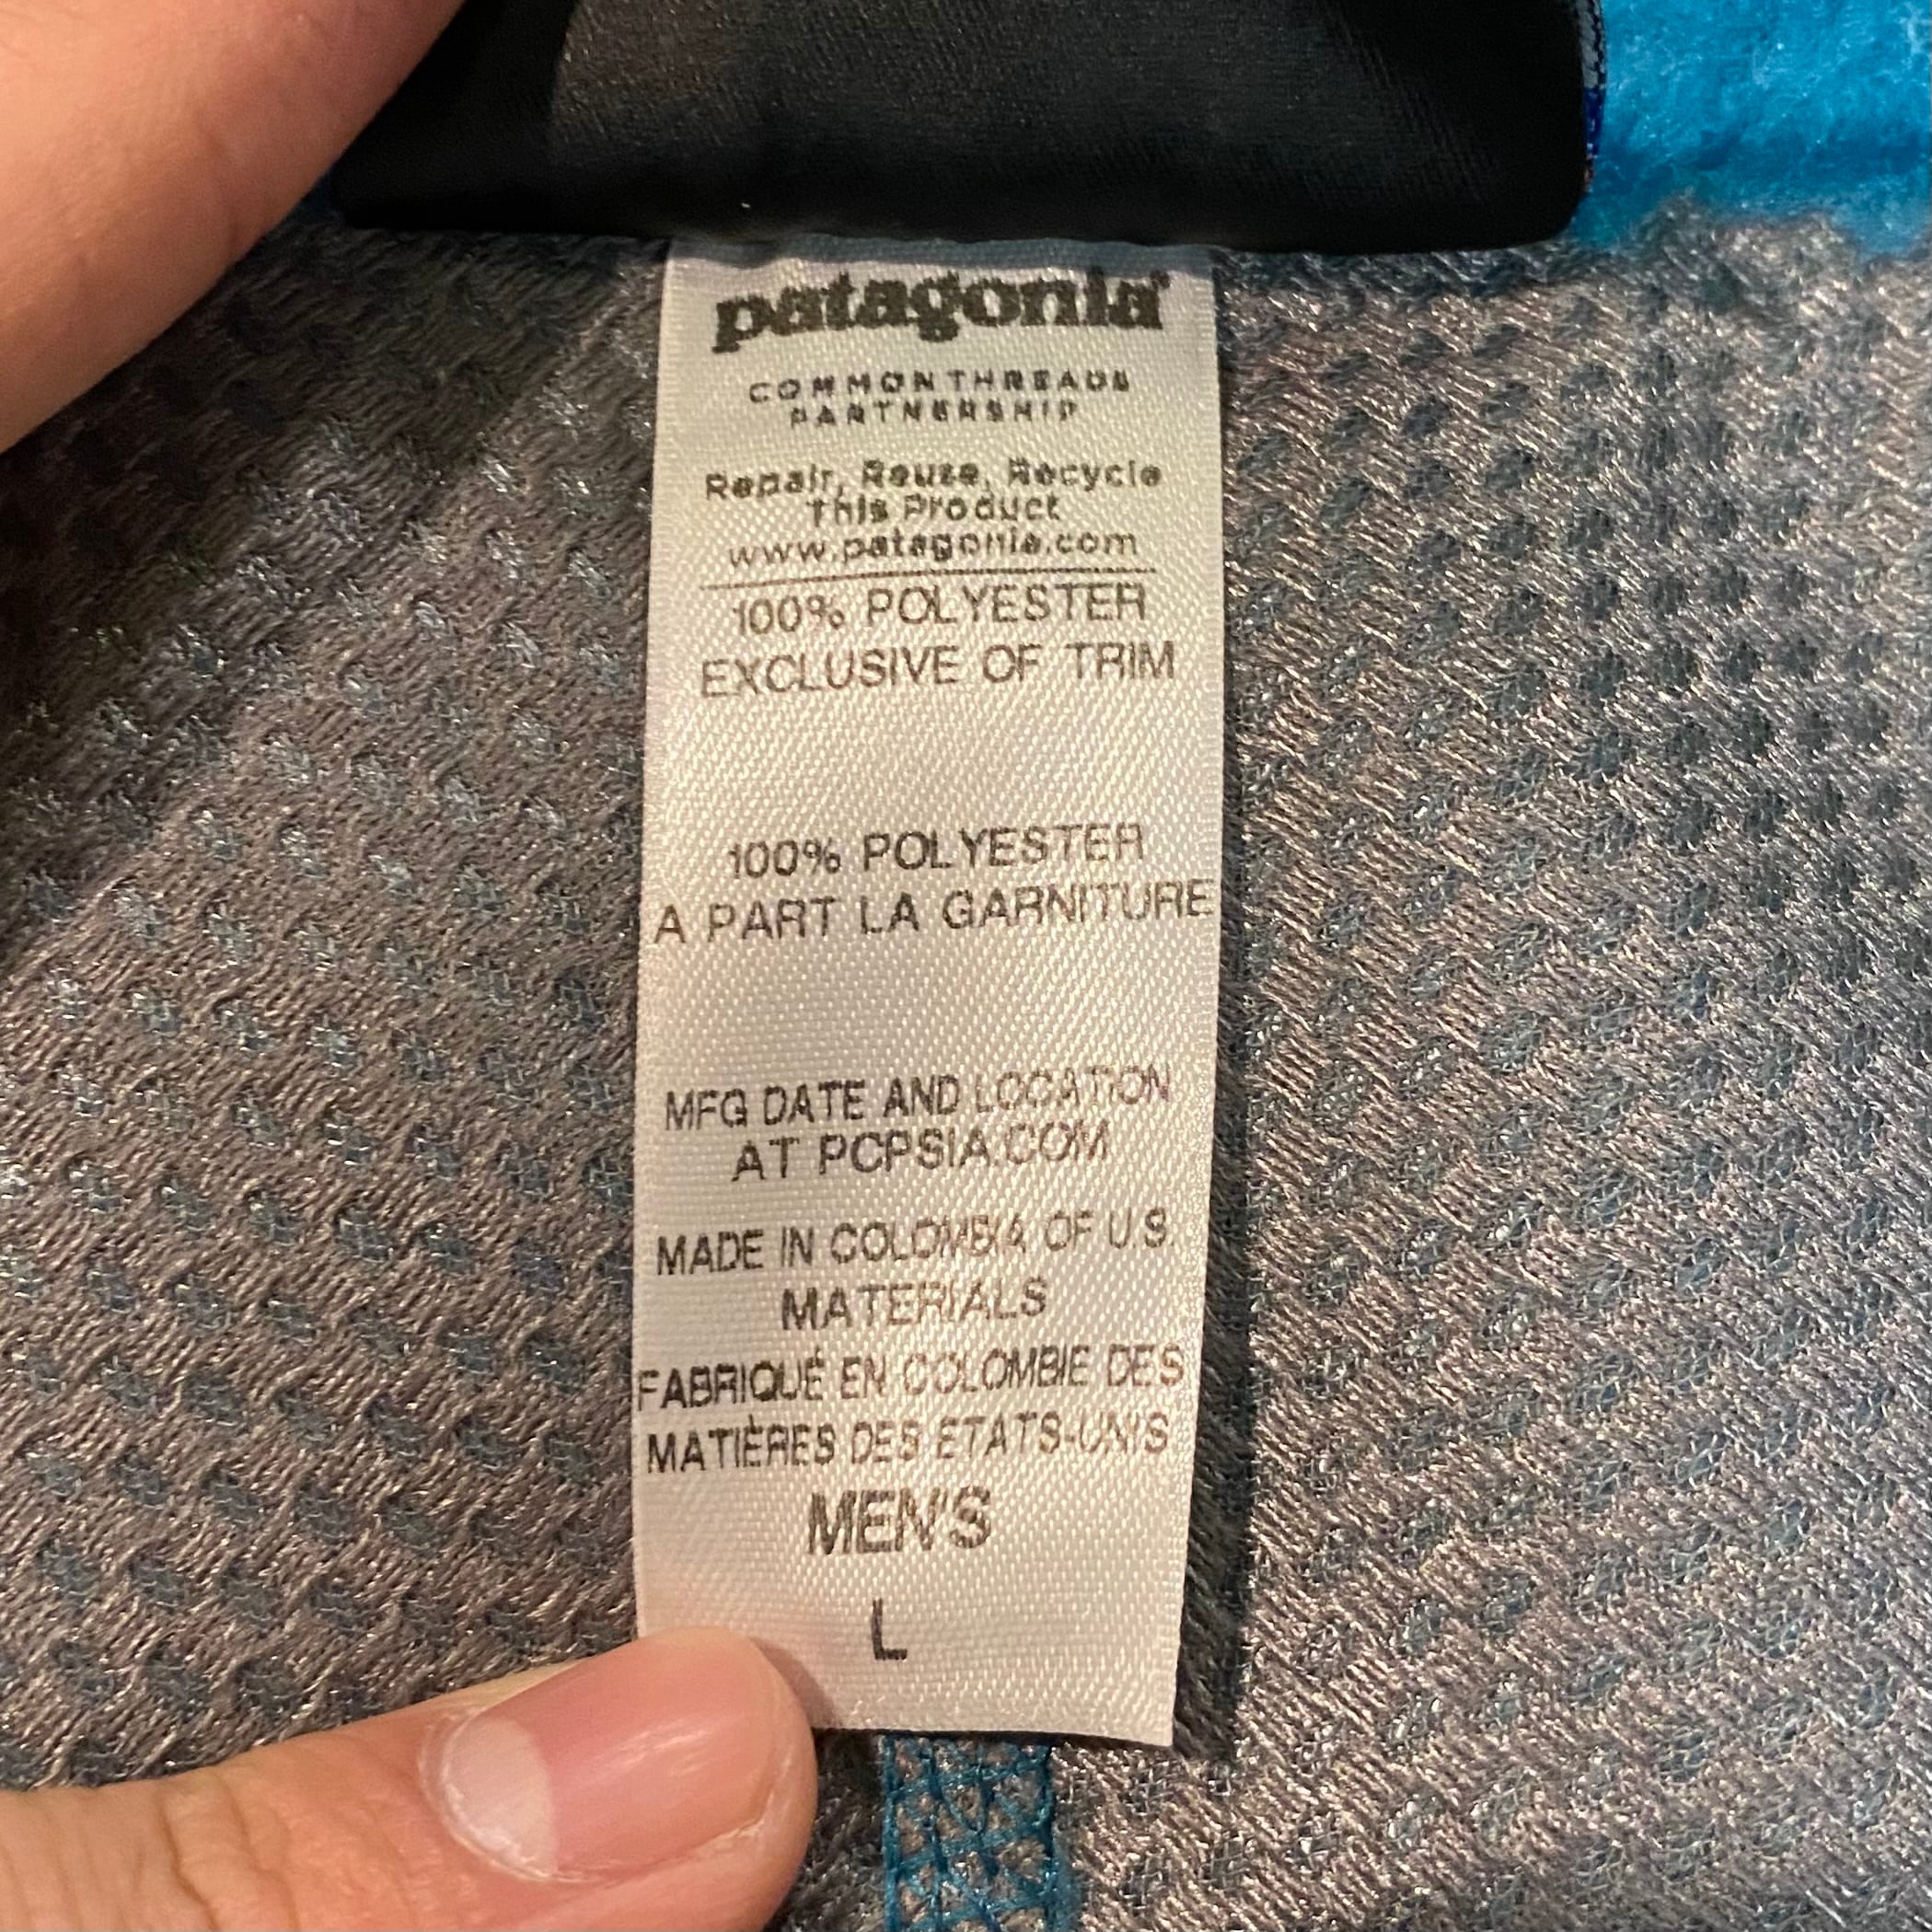 patagonia®
COMMON THREADS
PARTNERSHIP
Repair, Reuse, Recycle
This Product
www.patagonia.com
100% POLYESTER
EXCLUSIVE OF TRIM
100% POLYESTER
A PART LA GARNITURE
MFG DATE AND LOCATION
AT PCPSIA.COM
MADE IN COLOMBIA OF U.S.
MATERIALS
FABRIQUÉ EN COLOMBIE DES
MATIÈRES DES ETATS-UNIS
MEN'S
L